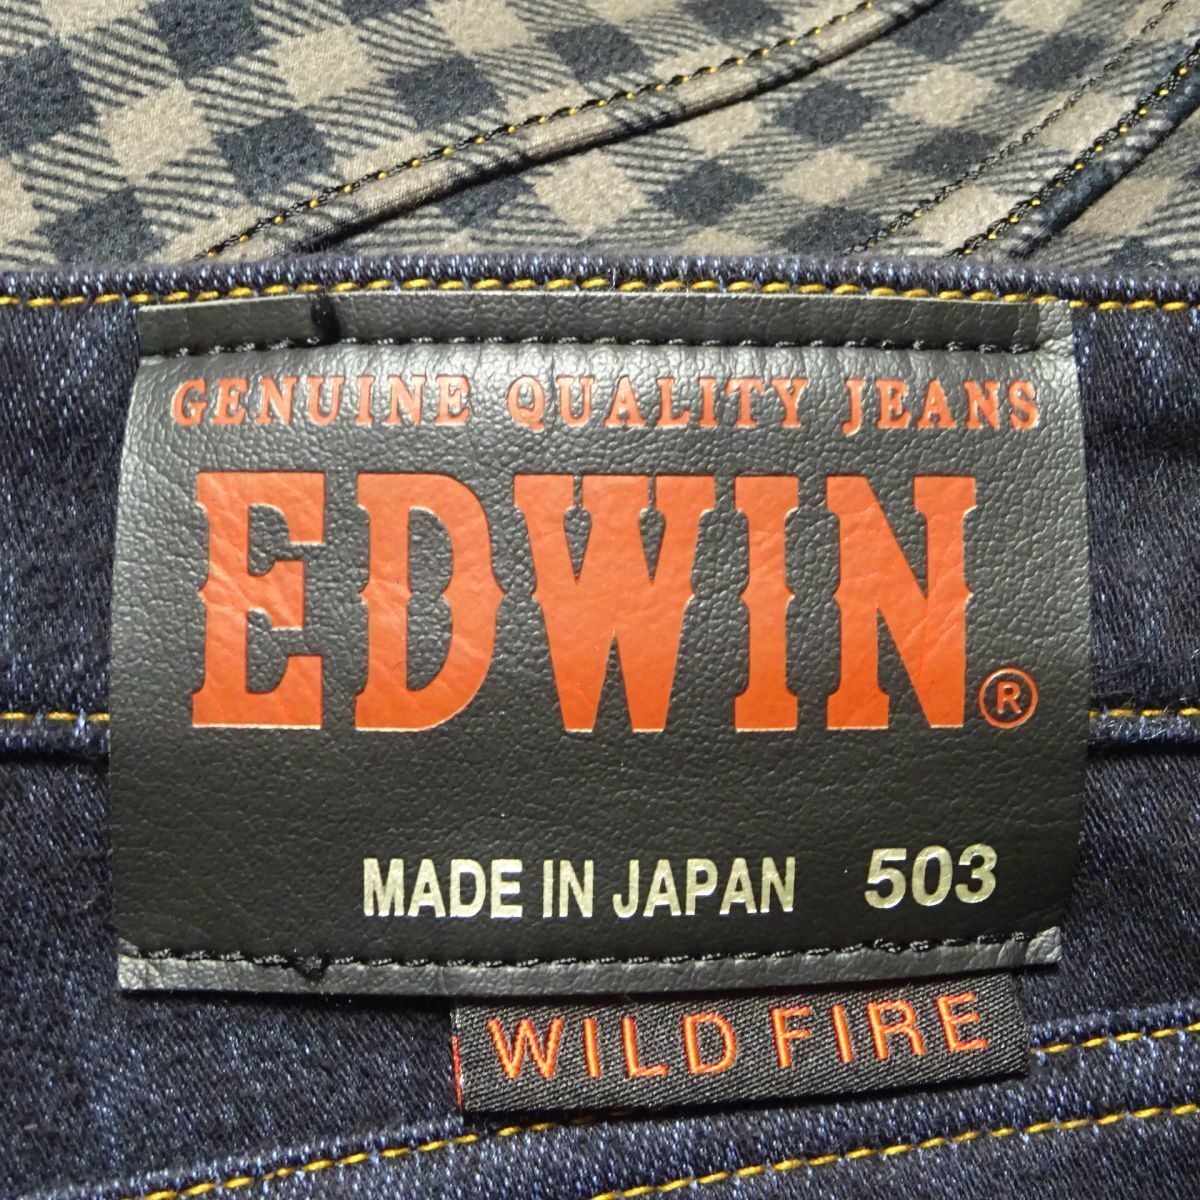 GENUINE QUALITY JEANS
EDWIN®
MADE IN JAPAN 503
WILD FIRE